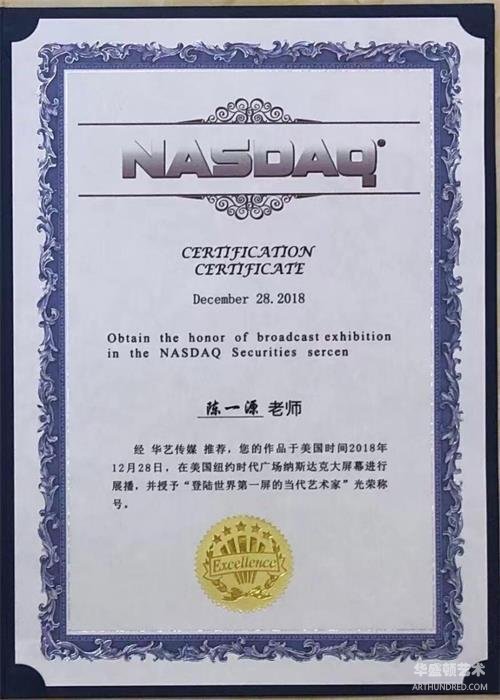 NASDAQ®
CERTIFICATION
CERTIFICATE
December 28.2018
Obtain the honor of broadcast exhibition
in the NASDAQ Securities sercen
陈一源 老师
经 华艺传媒 推荐，您的作品于美国时间2018年
12月28日，在美国纽约时代广场纳斯达克大屏幕进行
展播，并授予“登陆世界第一屏的当代艺术家”光荣称
号。
Excellence
华盛顿艺术
ARTHUNDRED.COM